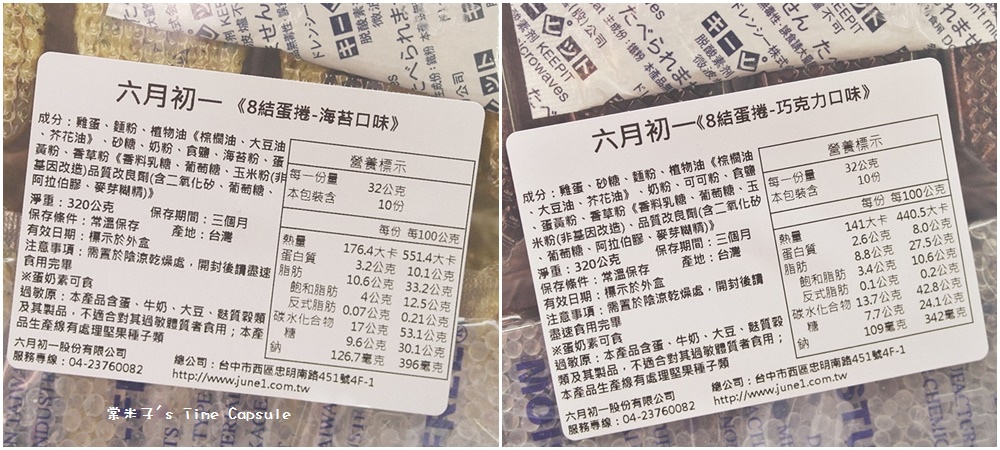 六月初一《8結蛋捲-海苔口味》
成分：雞蛋、麵粉、植物油《棕櫚油、大豆油
、芥花油》、砂糖、奶粉、食鹽、海苔粉、蛋
黃粉、香草粉《香料乳糖、葡萄糖、玉米粉(非
基因改造)品質改良劑(含二氧化矽、葡萄糖、
阿拉伯膠、麥芽糊精)》
淨重：320公克 保存期間：三個月
保存條件：常溫保存 產地：台灣
有效日期：標示於外盒
注意事項：需置於陰涼乾燥處，開封後請盡速
食用完畢
※蛋奶素可食
過敏原：本產品含蛋、牛奶、大豆、麩質穀類
及其製品，不適合對其過敏體質者食用；本產
品生產線有處理堅果種子類
六月初一股份有限公司 總公司：台中市西區忠明南路451號4F-1
服務專線：04-23760082 http://www.june1.com.tw
營養標示
每一份量 32公克
本包裝含 10份
每份 每100公克
熱量 176.4大卡 551.4大卡
蛋白質 3.2公克 10.1公克
脂肪 10.6公克 33.2公克
飽和脂肪 4公克 12.5公克
反式脂肪 0.07公克 0.21公克
碳水化合物 17公克 53.1公克
糖 9.6公克 30.1公克
鈉 126.7毫克 396毫克
窩米子's Time Capsule
六月初一《8結蛋捲-巧克力口味》
成分：雞蛋、砂糖、麵粉、植物油《棕櫚油
、大豆油、芥花油》、奶粉、可可粉、食鹽
、蛋黃粉、香草粉《香料乳糖、葡萄糖、玉
米粉(非基因改造)、品質改良劑(含二氧化矽
、葡萄糖、阿拉伯膠、麥芽糊精)》
淨重：320公克 保存期間：三個月
保存條件：常溫保存 產地：台灣
有效日期：標示於外盒
注意事項：需置於陰涼乾燥處，開封後請
盡速食用完畢
※蛋奶素可食
過敏原：本產品含蛋、牛奶、大豆、麩質穀
類及其製品，不適合對其過敏體質者食用；
本產品生產線有處理堅果種子類
六月初一股份有限公司 總公司：台中市西區忠明南路451號4F-1
服務專線：04-23760082 http://www.june1.com.tw
營養標示
每一份量 32公克
本包裝含 10份
每份 每100公克
熱量 141大卡 440.5大卡
蛋白質 2.6公克 8.0公克
脂肪 8.8公克 27.5公克
飽和脂肪 3.4公克 10.6公克
反式脂肪 0.1公克 0.2公克
碳水化合物 13.7公克 42.8公克
糖 7.7公克 24.1公克
鈉 109毫克 342毫克